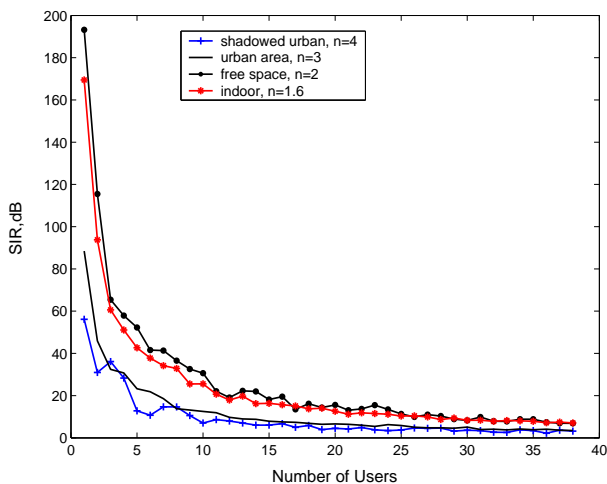 200
180
160
140
120
100
80
60
40
20
0
SIR,dB
shadowed urban, n=4
urban area, n=3
free space, n=2
indoor, n=1.6
0 5 10 15 20 25 30 35 40
Number of Users